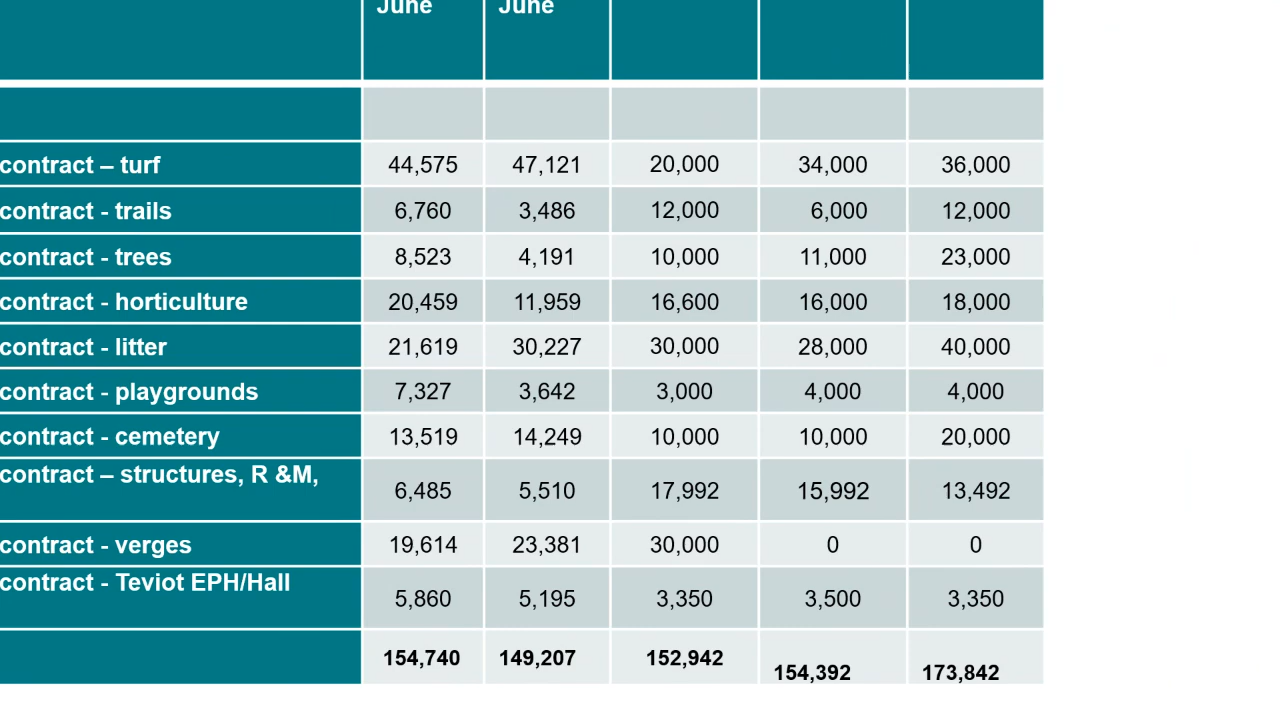 June June
contract – turf 44,575 47,121 20,000 34,000 36,000
contract - trails 6,760 3,486 12,000 6,000 12,000
contract - trees 8,523 4,191 10,000 11,000 23,000
contract - horticulture 20,459 11,959 16,600 16,000 18,000
contract - litter 21,619 30,227 30,000 28,000 40,000
contract - playgrounds 7,327 3,642 3,000 4,000 4,000
contract - cemetery 13,519 14,249 10,000 10,000 20,000
contract – structures, R &M, 6,485 5,510 17,992 15,992 13,492
contract - verges 19,614 23,381 30,000 0 0
contract - Teviot EPH/Hall 5,860 5,195 3,350 3,500 3,350
154,740 149,207 152,942 154,392 173,842